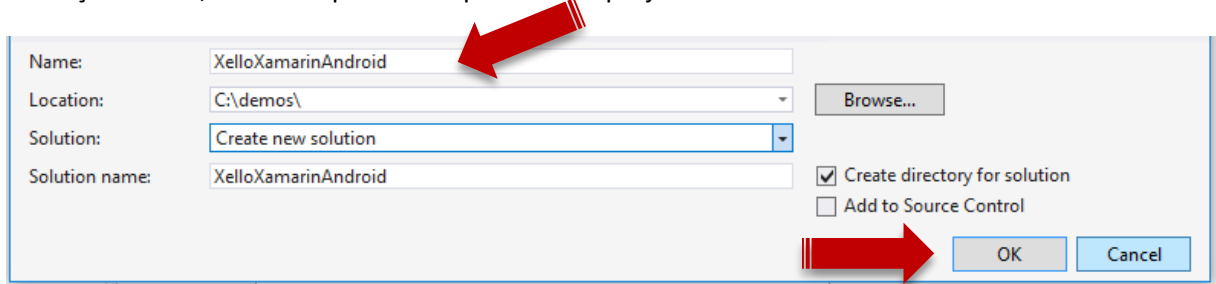 Name: XelloXamarinAndroid
Location: C:\demos\ Browse...
Solution: Create new solution
Solution name: XelloXamarinAndroid Create directory for solution
Add to Source Control
OK Cancel